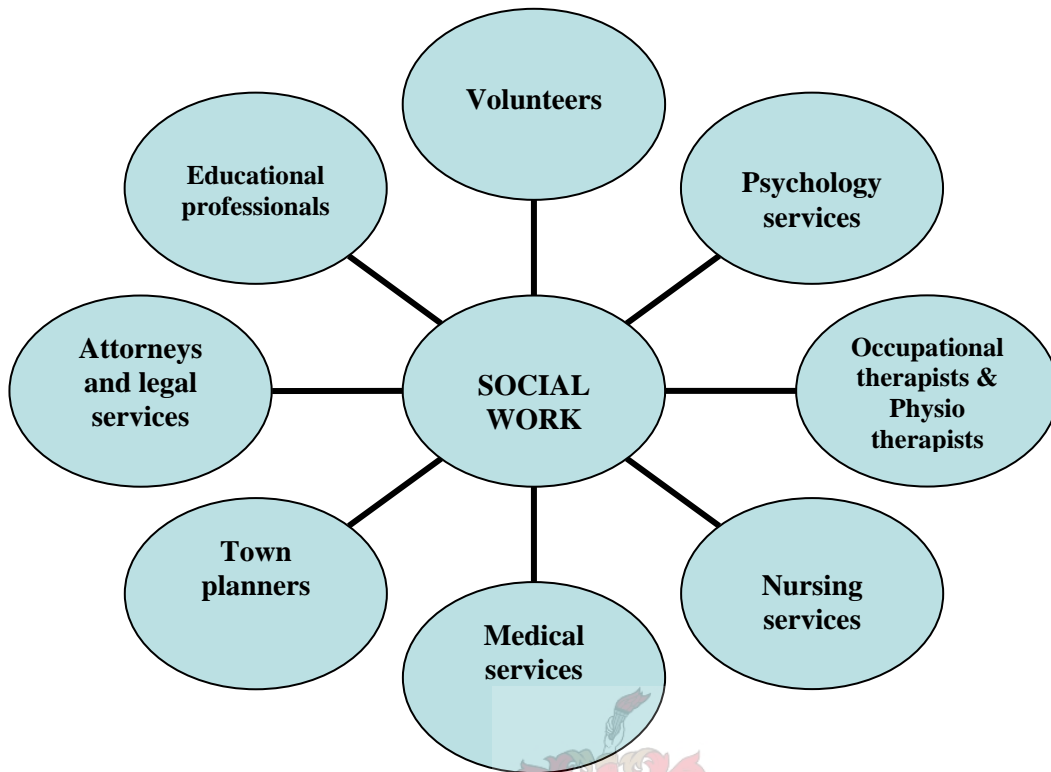 Volunteers
Psychology
services
Occupational
therapists &
Physio
therapists
Nursing
services
Medical
services
Town
planners
Attorneys
and legal
services
Educational
professionals
SOCIAL
WORK